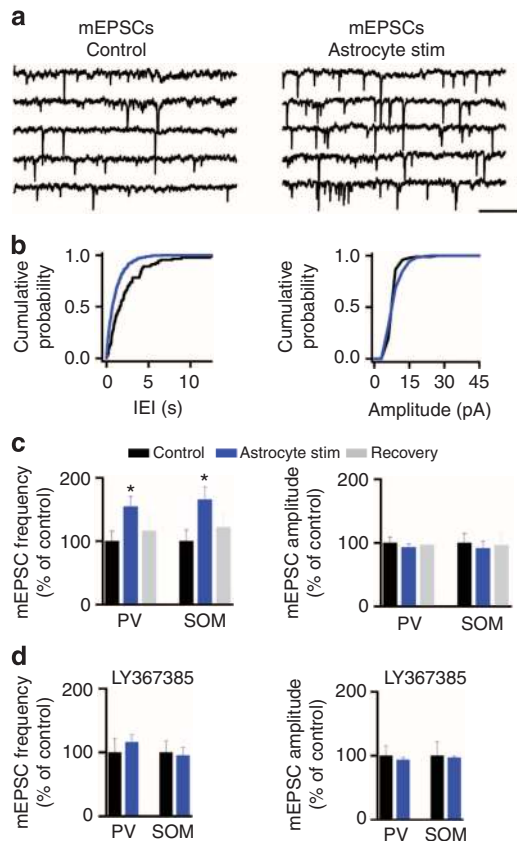 a
mEPSCs
Control
mEPSCs
Astrocyte stim
b
Cumulative
probability
1.0
0.5
0.0
0 5 10
IEI (s)
Cumulative
probability
1.0
0.5
0.0
0 15 30 45
Amplitude (pA)
c
Control Astrocyte stim Recovery
mEPSC frequency
(% of control)
200
100
0
* *
PV SOM
mEPSC amplitude
(% of control)
200
100
0
PV SOM
d
LY367385
mEPSC frequency
(% of control)
200
100
0
PV SOM
LY367385
mEPSC amplitude
(% of control)
200
100
0
PV SOM